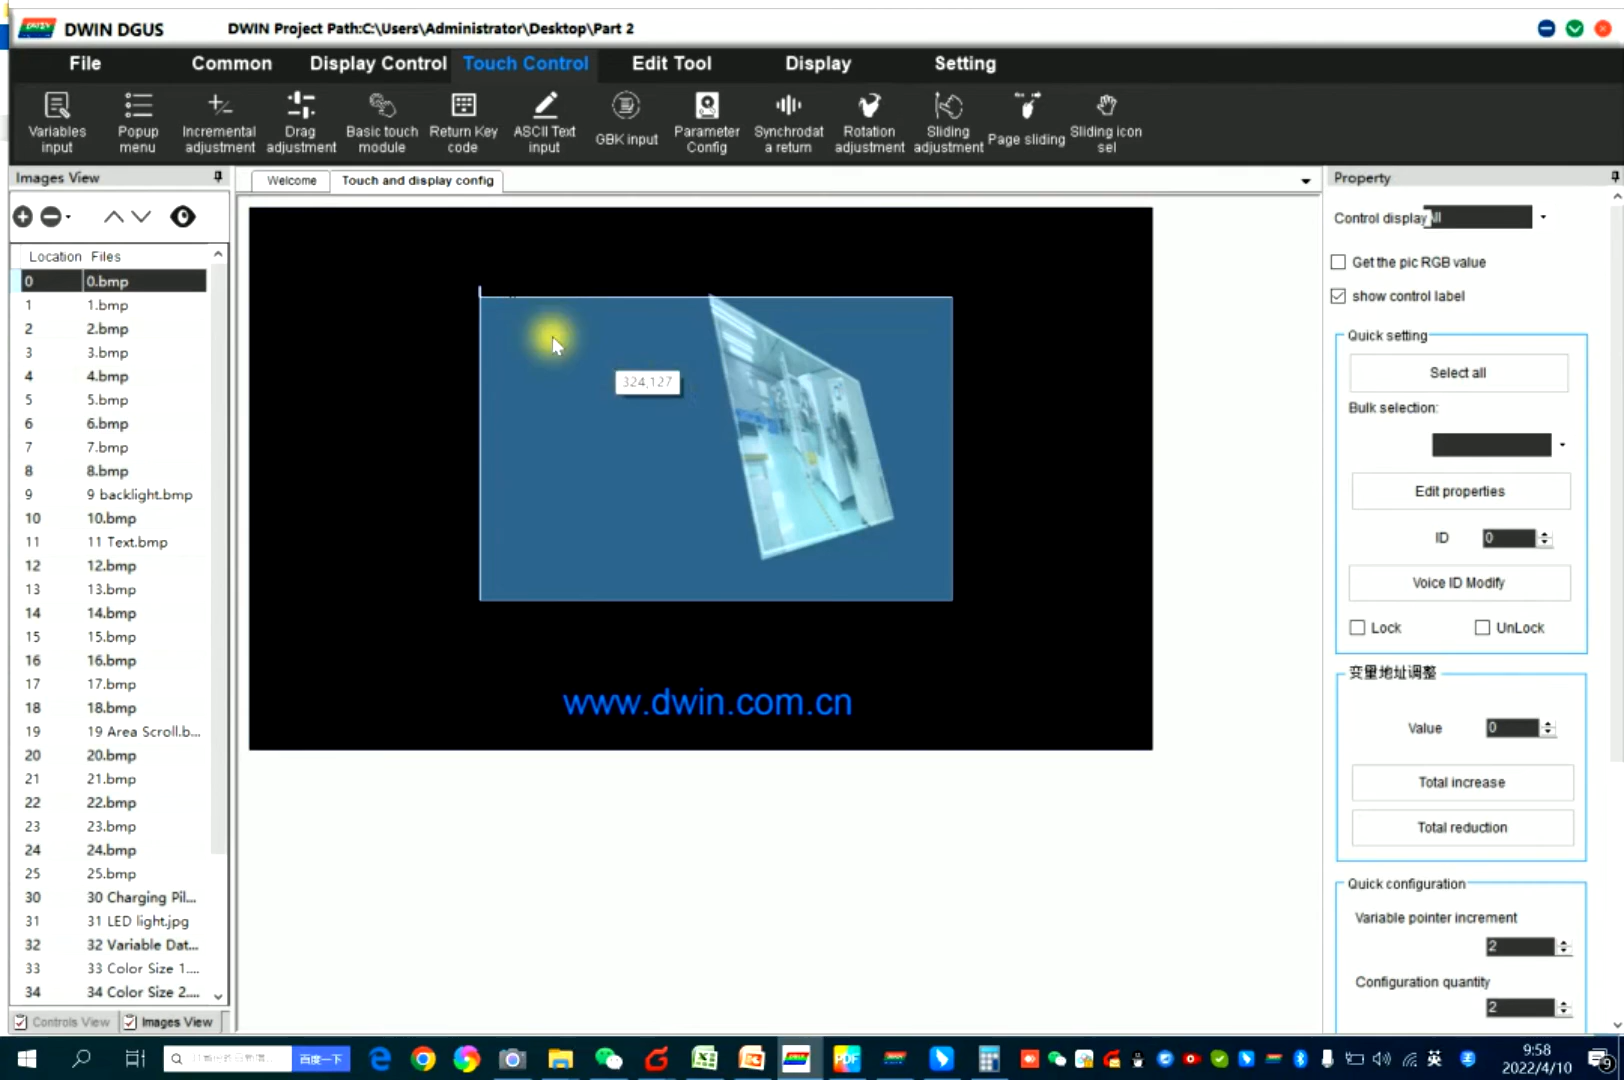 DWIN DGUS
DWIN Project Path:C:\Users\Administrator\Desktop\Part 2
File Common Display Control Touch Control Edit Tool Display Setting
Variables input
Popup menu
Incremental adjustment
Drag adjustment
Basic touch module
Return Key code
ASCII Text input
GBK input
Parameter Config
Synchrodat a return
Rotation adjustment
Sliding adjustment
Page sliding
Sliding icon sel
Images View
Location Files
0 0.bmp
1 1.bmp
2 2.bmp
3 3.bmp
4 4.bmp
5 5.bmp
6 6.bmp
7 7.bmp
8 8.bmp
9 9 backlight.bmp
10 10.bmp
11 11 Text.bmp
12 12.bmp
13 13.bmp
14 14.bmp
15 15.bmp
16 16.bmp
17 17.bmp
18 18.bmp
19 19 Area Scroll.b...
20 20.bmp
21 21.bmp
22 22.bmp
23 23.bmp
24 24.bmp
25 25.bmp
30 30 Charging Pil...
31 31 LED light.jpg
32 32 Variable Dat...
33 33 Color Size 1....
34 34 Color Size 2....
Controls View Images View
Welcome Touch and display config
324,127
www.dwin.com.cn
Property
Control display
Get the pic RGB value
show control label
Quick setting
Select all
Bulk selection:
Edit properties
ID 0
Voice ID Modify
Lock UnLock
变量地址调整
Value 0
Total increase
Total reduction
Quick configuration
Variable pointer increment
2
Configuration quantity
2
百度一下
PDF
英
9:58
2022/4/10
9